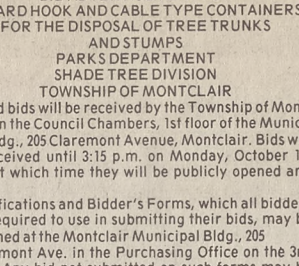 ARD HOOK AND CABLE TYPE CONTAINERS
FOR THE DISPOSAL OF TREE TRUNKS
AND STUMPS
PARKS DEPARTMENT
SHADE TREE DIVISION
TOWNSHIP OF MONTCLAIR
d bids will be received by the Township of Mon
n the Council Chambers, 1st floor of the Munic
dg., 205 Claremont Avenue, Montclair. Bids w
ceived until 3:15 p.m. on Monday, October 1
t which time they will be publicly opened an
fications and Bidder's Forms, which all bidde
equired to use in submitting their bids, may b
ned at the Montclair Municipal Bldg., 205
mont Ave. in the Purchasing Office on the 3